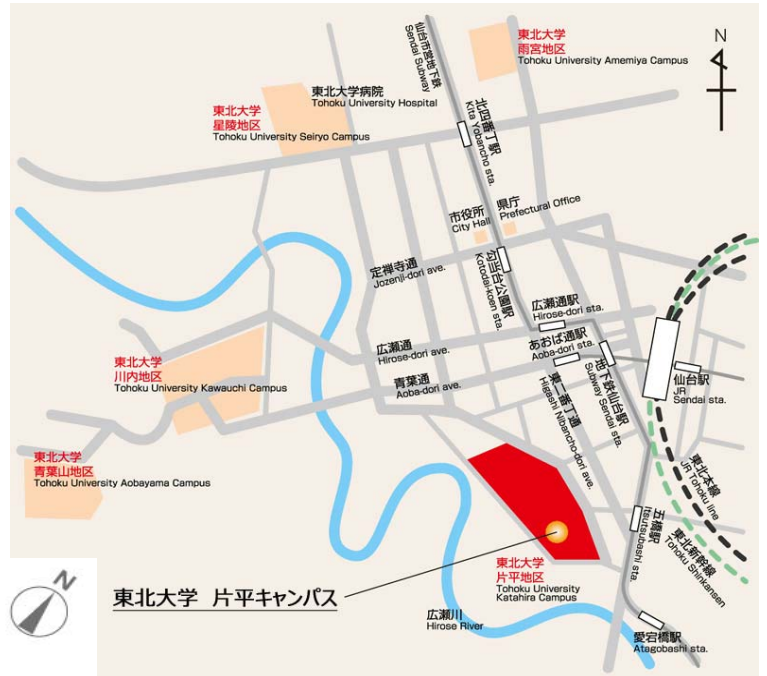 東北大学
雨宮地区
Tohoku University Amemiya Campus
N
仙台市営地下鉄
Sendai Subway
東北大学病院
Tohoku University Hospital
東北大学
星陵地区
Tohoku University Seiryo Campus
北四番丁駅
Kita Yobancho sta.
県庁
Prefectural Office
市役所
City Hall
勾当台公園駅
Kotodai-koen sta.
定禅寺通
Jozenji-dori ave.
広瀬通駅
Hirose-dori sta.
広瀬通
Hirose-dori ave.
あおば通駅
Aoba-dori sta.
地下鉄仙台駅
Subway Sendai sta.
仙台駅
JR
Sendai sta.
東北大学
川内地区
Tohoku University Kawauchi Campus
青葉通
Aoba-dori ave.
東二番丁通
Higashi Nibancho-dori ave.
東北大学
青葉山地区
Tohoku University Aobayama Campus
東北本線
JR Tohoku line
東北新幹線
Tohoku Shinkansen
五橋駅
Itsutsubashi sta.
東北大学
片平地区
Tohoku University
Katahira Campus
N
東北大学 片平キャンパス
広瀬川
Hirose River
愛宕橋駅
Atagobashi sta.